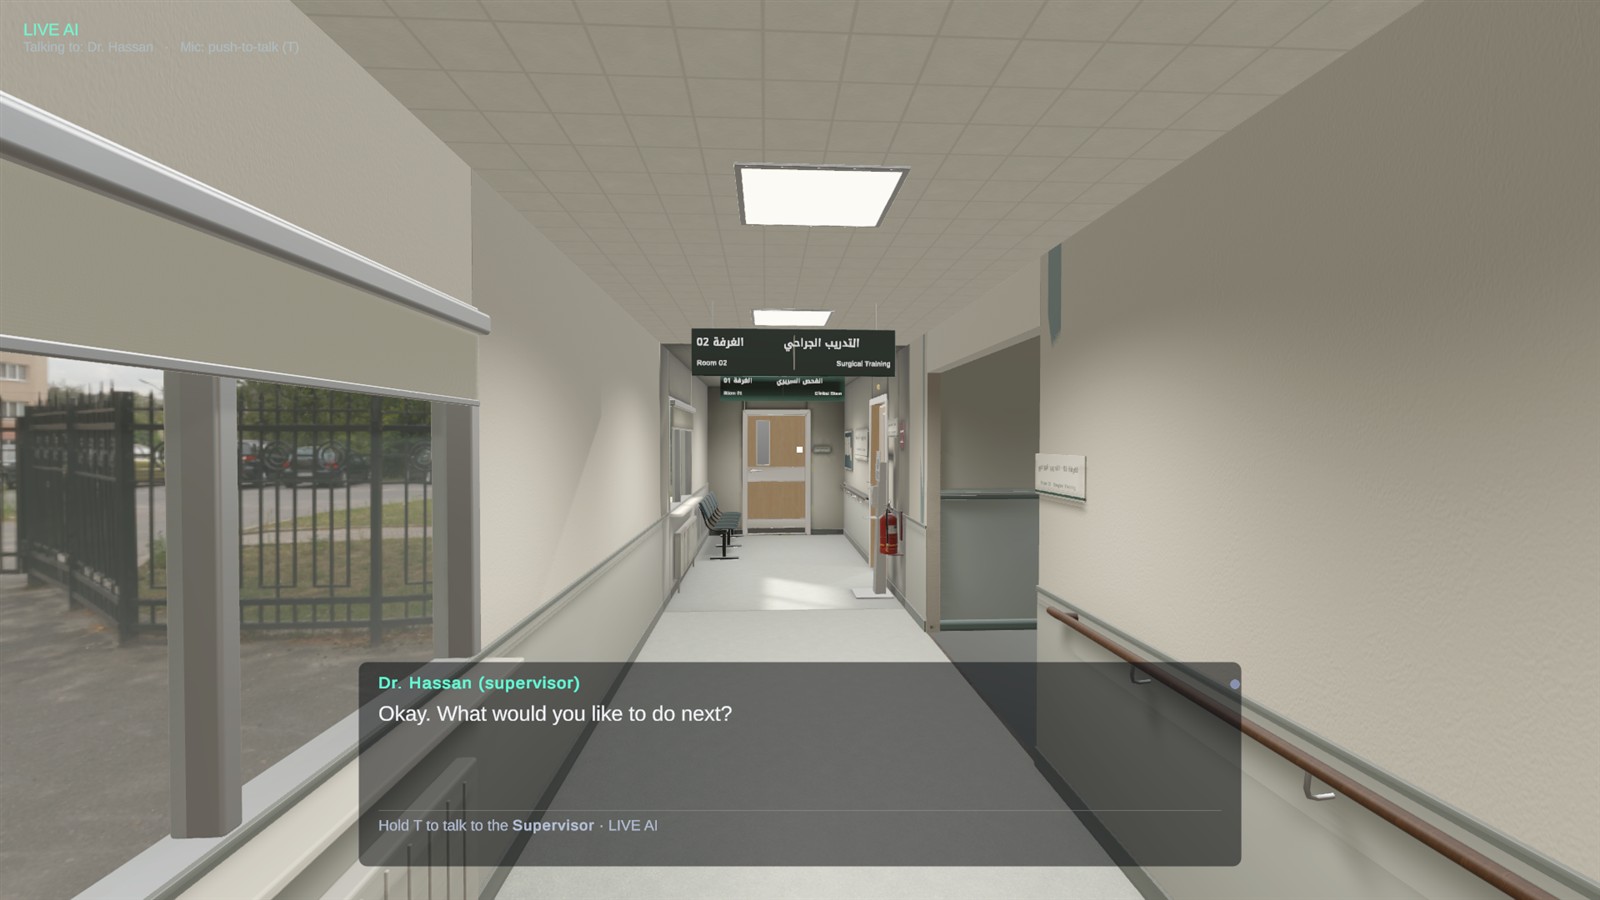 LIVE AI
Talking to: Dr. Hassan · Mic: push-to-talk (T)
الغرفة 02 التدريب الجراحي
Room 02 Surgical Training
الغرفة 01 الفحص السريري
Dr. Hassan (supervisor)
Okay. What would you like to do next?
Hold T to talk to the Supervisor · LIVE AI